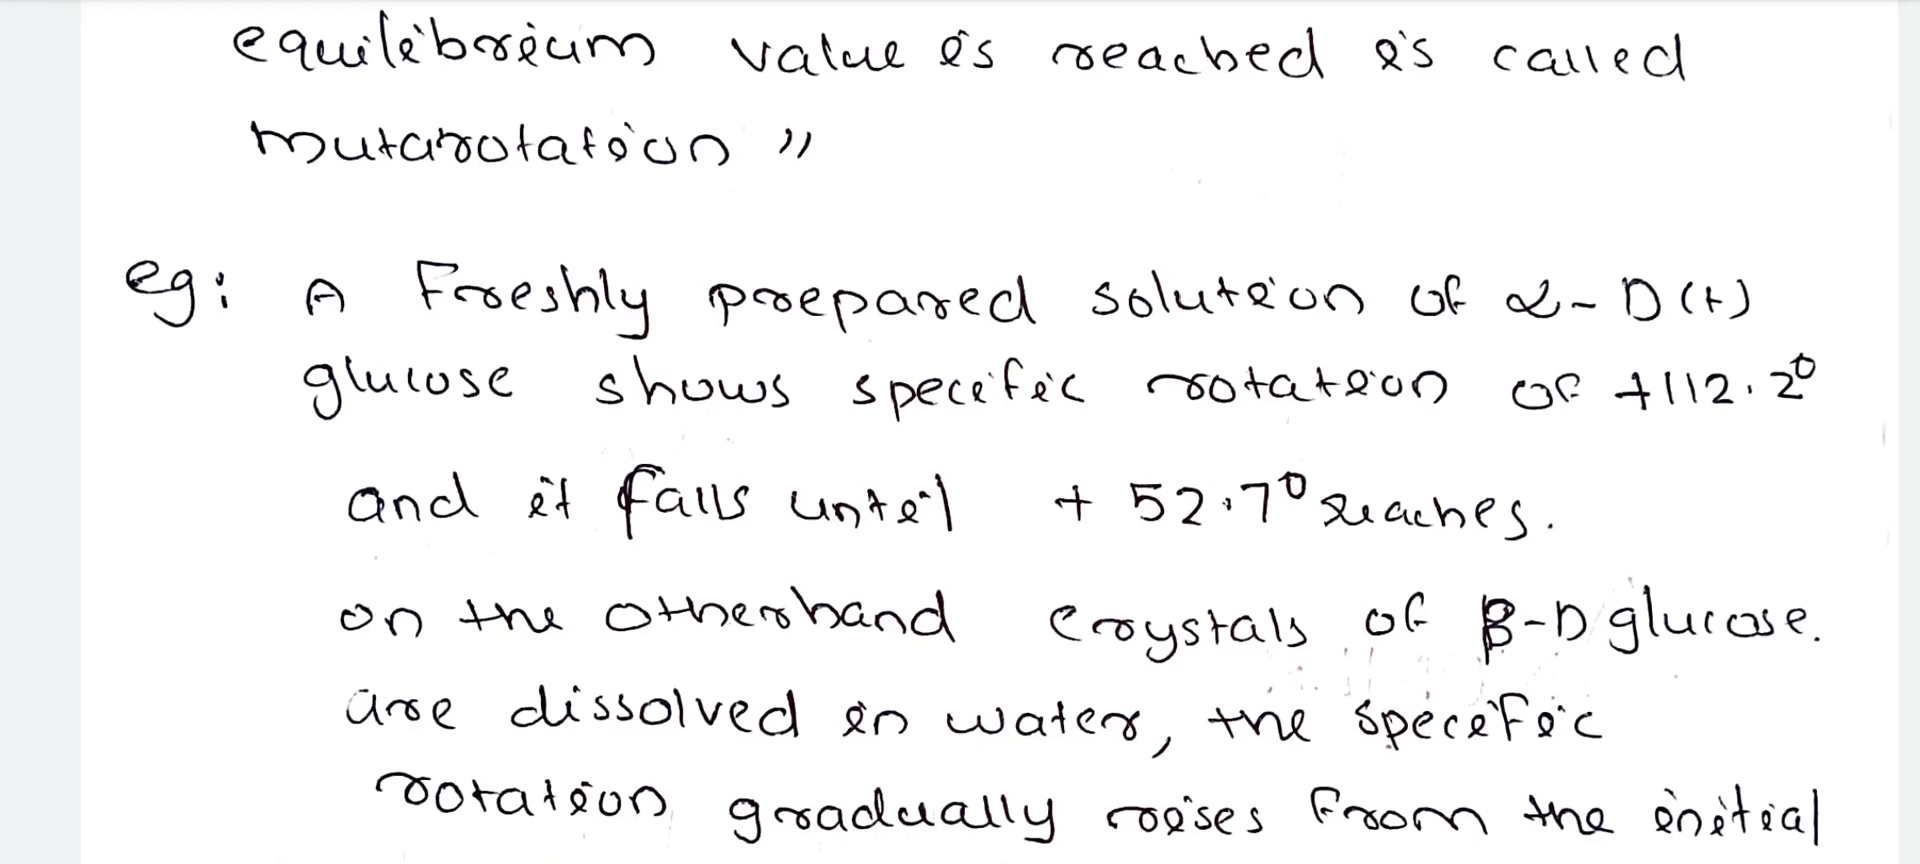 equilibrium value is reached is called
mutarotation "
eg: A Freshly prepared solution of α-D(+)
glucose shows specific rotation of +112.2°
and it falls until +52.7° reaches.
on the otherhand crystals of β-D glucose.
are dissolved in water, the specific
rotation gradually rises from the initial